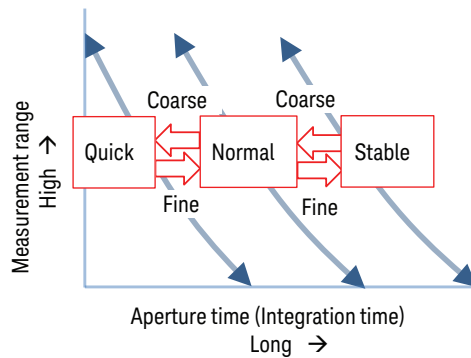 Measurement range
High →
Coarse
Coarse
Quick
Normal
Stable
Fine
Fine
Aperture time (Integration time)
Long →